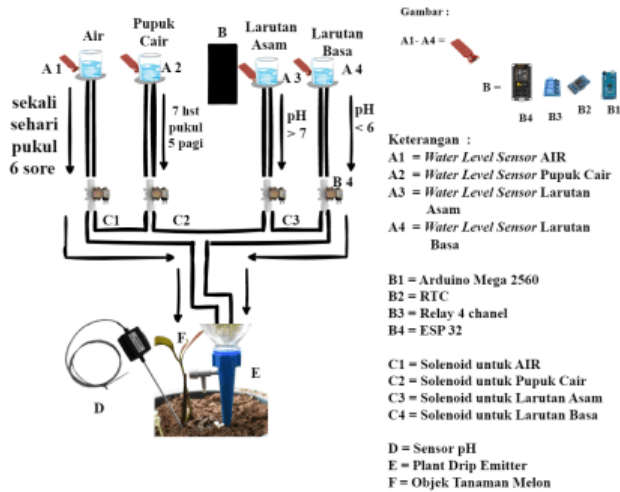 Air
Pupuk
Cair
B
Larutan
Asam
Larutan
Basa
A 1
A 2
A 3
A 4
sekali
sehari
pukul
6 sore
7 hst
pukul
5 pagi
pH
> 7
pH
< 6
B 4
C1
C2
C3
F
E
D
Gambar :
A1- A4 =
B =
B4
B3
B2
B1
Keterangan :
A1 = Water Level Sensor AIR
A2 = Water Level Sensor Pupuk Cair
A3 = Water Level Sensor Larutan
Asam
A4 = Water Level Sensor Larutan
Basa
B1 = Arduino Mega 2560
B2 = RTC
B3 = Relay 4 chanel
B4 = ESP 32
C1 = Solenoid untuk AIR
C2 = Solenoid untuk Pupuk Cair
C3 = Solenoid untuk Larutan Asam
C4 = Solenoid untuk Larutan Basa
D = Sensor pH
E = Plant Drip Emitter
F = Objek Tanaman Melon